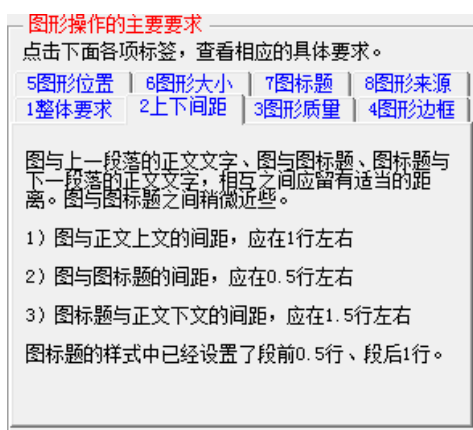 图形操作的主要要求
点击下面各项标签，查看相应的具体要求。
5图形位置 6图形大小 7图标题 8图形来源
1整体要求 2上下间距 3图形质量 4图形边框
图与上一段落的正文文字、图与图标题、图标题与
下一段落的正文文字，相互之间应留有适当的距
离。图与图标题之间稍微近些。
1）图与正文上文的间距，应在1行左右
2）图与图标题的间距，应在0.5行左右
3）图标题与正文下文的间距，应在1.5行左右
图标题的样式中已经设置了段前0.5行、段后1行。